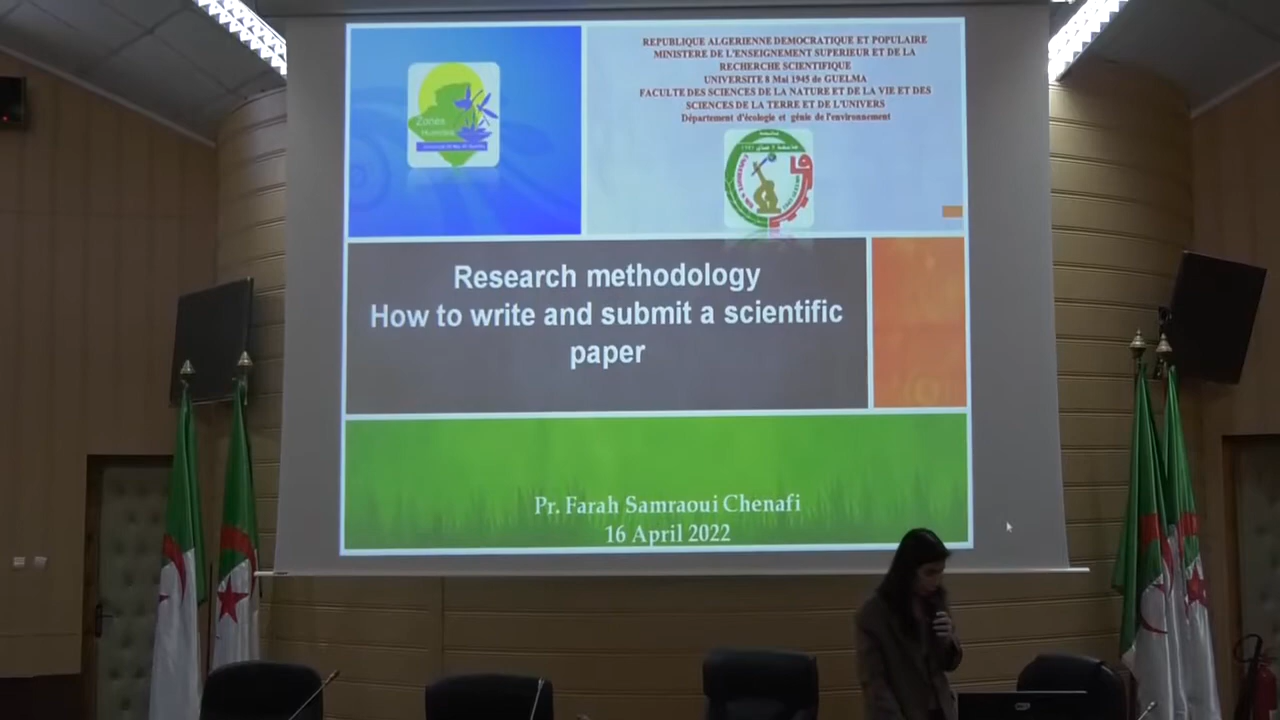 REPUBLIQUE ALGERIENNE DEMOCRATIQUE ET POPULAIRE
MINISTERE DE L'ENSEIGNEMENT SUPERIEUR ET DE LA
RECHERCHE SCIENTIFIQUE
UNIVERSITE 8 Mai 1945 de GUELMA
FACULTE DES SCIENCES DE LA NATURE ET DE LA VIE ET DES
SCIENCES DE LA TERRE ET DE L'UNIVERS
Département d'écologie et génie de l'environnement
Zones
Humides
Research methodology
How to write and submit a scientific
paper
Pr. Farah Samraoui Chenafi
16 April 2022